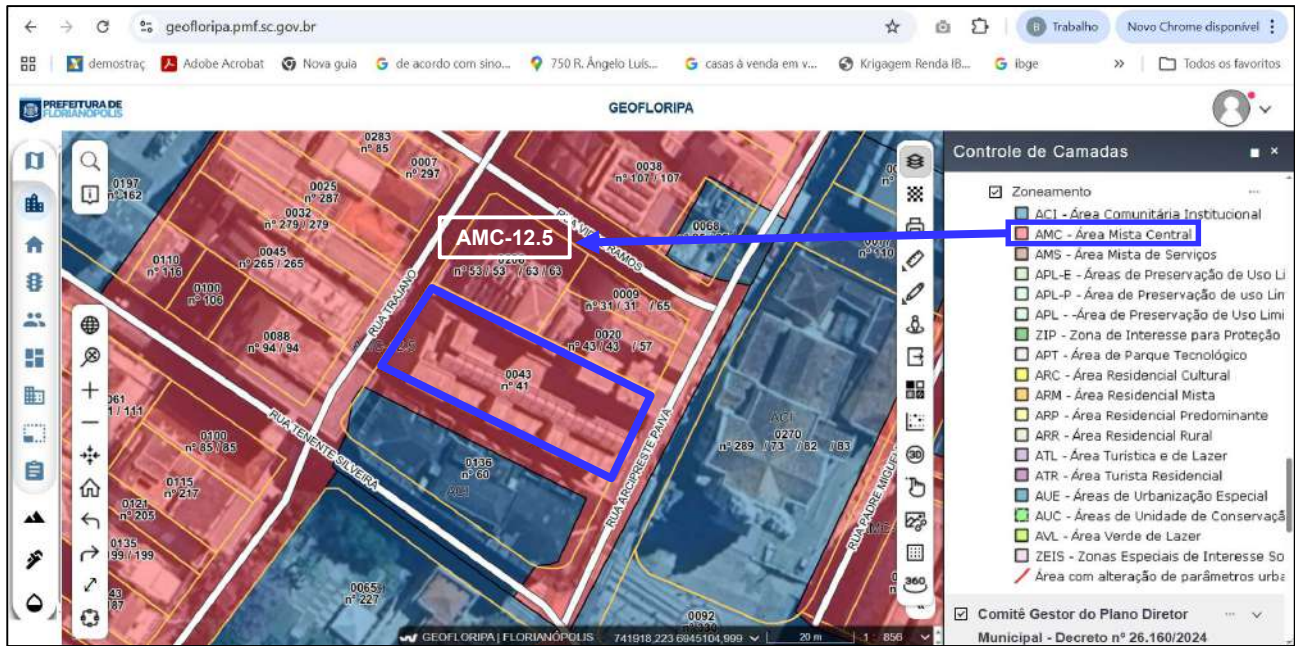 geofloripa.pmf.sc.gov.br
B Trabalho
Novo Chrome disponível
demostraç
Adobe Acrobat
Nova guia
de acordo com sino...
750 R. Ângelo Luís...
casas à venda em v...
Krigagem Renda IB...
ibge
»
Todos os favoritos
PREFEITURA DE
FLORIANÓPOLIS
GEOFLORIPA
Controle de Camadas
Zoneamento
ACI - Área Comunitária Institucional
AMC - Área Mista Central
AMS - Área Mista de Serviços
APL-E - Áreas de Preservação de Uso Li
APL-P - Área de Preservação de uso Lim
APL - -Área de Preservação de Uso Limi
ZIP - Zona de Interesse para Proteção
APT - Área de Parque Tecnológico
ARC - Área Residencial Cultural
ARM - Área Residencial Mista
ARP - Área Residencial Predominante
ARR - Área Residencial Rural
ATL - Área Turistica e de Lazer
ATR - Área Turista Residencial
AUE - Áreas de Urbanização Especial
AUC - Áreas de Unidade de Conservaçã
AVL - Área Verde de Lazer
ZEIS - Zonas Especiais de Interesse So
Área com alteração de parâmetros urba
Comitê Gestor do Plano Diretor
Municipal - Decreto nº 26.160/2024
0283
nº 85
0007
nº 297
0038
nº 107 / 107
0197
nº 162
0025
nº 287
0032
nº 279 / 279
0068
AMC-12.5
0045
nº 265 / 265
0110
nº 116
0100
nº 106
nº 53 / 53 / 63 / 63
nº 110
0009
nº 31 / 31 / 65
RUA TRAJANO
0088
nº 94 / 94
0020
nº 43 / 43 / 57
0043
nº 41
RUA TENENTE SILVEIRA
0100
nº 85 / 85
ACI
0270
nº 289 / 73 / 82 / 83
0136
nº 60
ACI
RUA ARCIPRESTE PAIVA
RUA PADRE MIGUEL
0115
nº 217
0121
nº 205
0135
199 / 199
0065
nº 227
0092
nº 330
3D
360
GEOFLORIPA | FLORIANÓPOLIS
741918,223 6945104,999
20 m
1 : 856